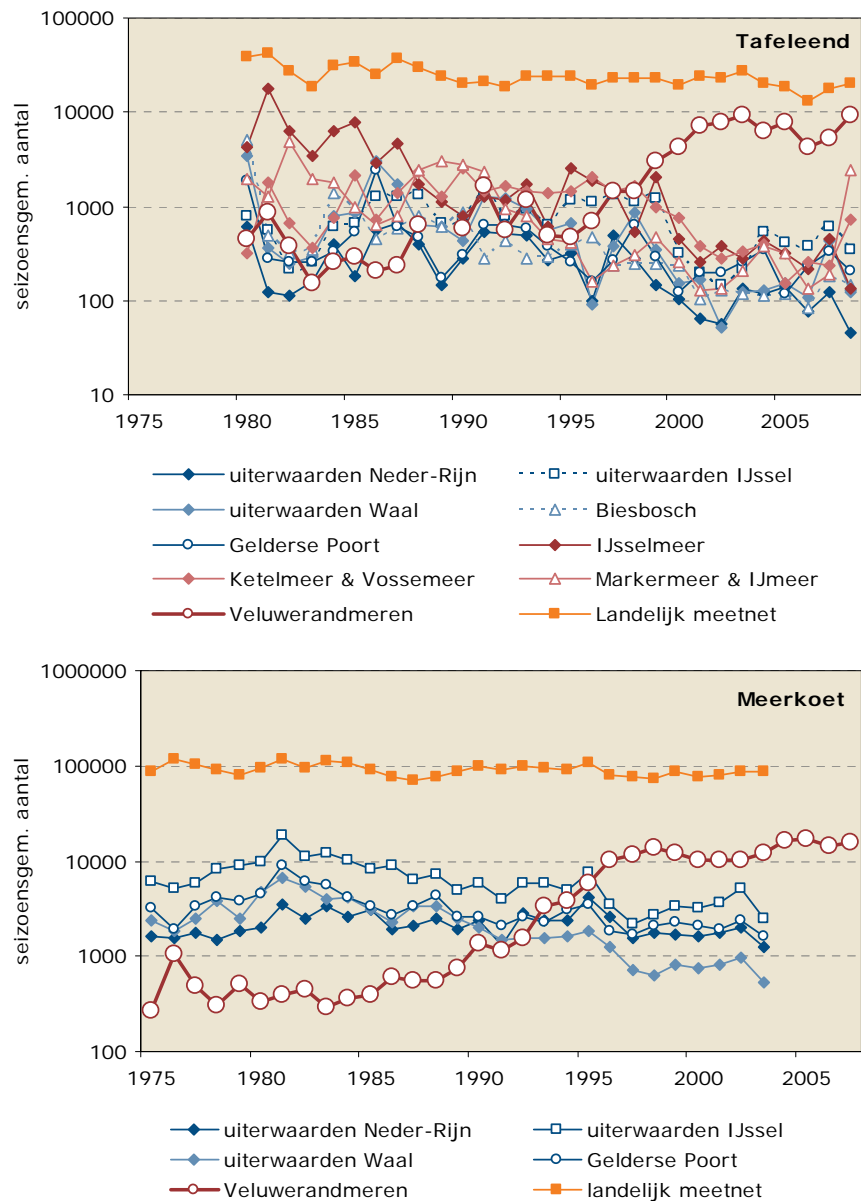 100000
Tafeleend
10000
1000
100
10
seizoensgem. aantal
1975 1980 1985 1990 1995 2000 2005
uiterwaarden Neder-Rijn uiterwaarden IJssel
uiterwaarden Waal Biesbosch
Gelderse Poort IJsselmeer
Ketelmeer & Vossemeer Markermeer & IJmeer
Veluwerandmeren Landelijk meetnet
1000000
Meerkoet
100000
10000
1000
100
seizoensgem. aantal
1975 1980 1985 1990 1995 2000 2005
uiterwaarden Neder-Rijn uiterwaarden IJssel
uiterwaarden Waal Gelderse Poort
Veluwerandmeren landelijk meetnet